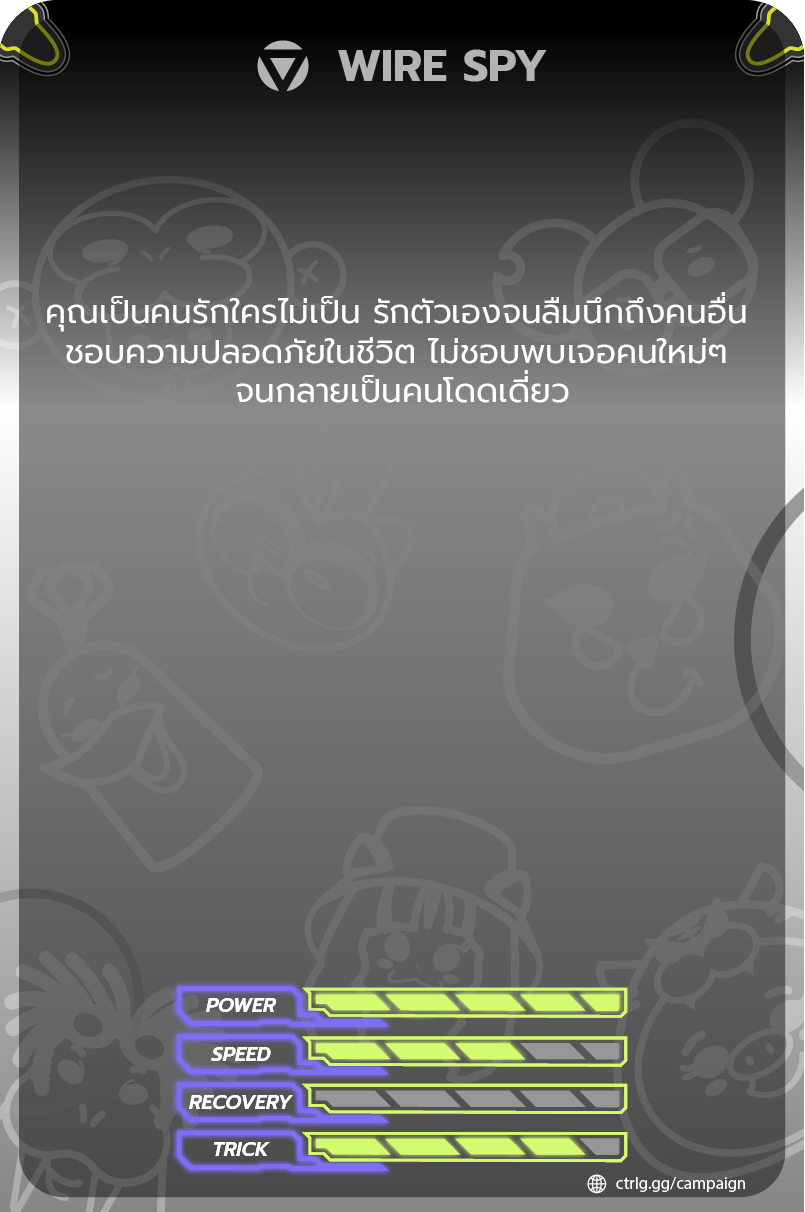 WIRE SPY
คุณเป็นคนรักใครไม่เป็น รักตัวเองจนลืมนึกถึงคนอื่น
ชอบความปลอดภัยในชีวิต ไม่ชอบพบเจอคนใหม่ๆ
จนกลายเป็นคนโดดเดี่ยว
POWER
SPEED
RECOVERY
TRICK
ctrlg.gg/campaign